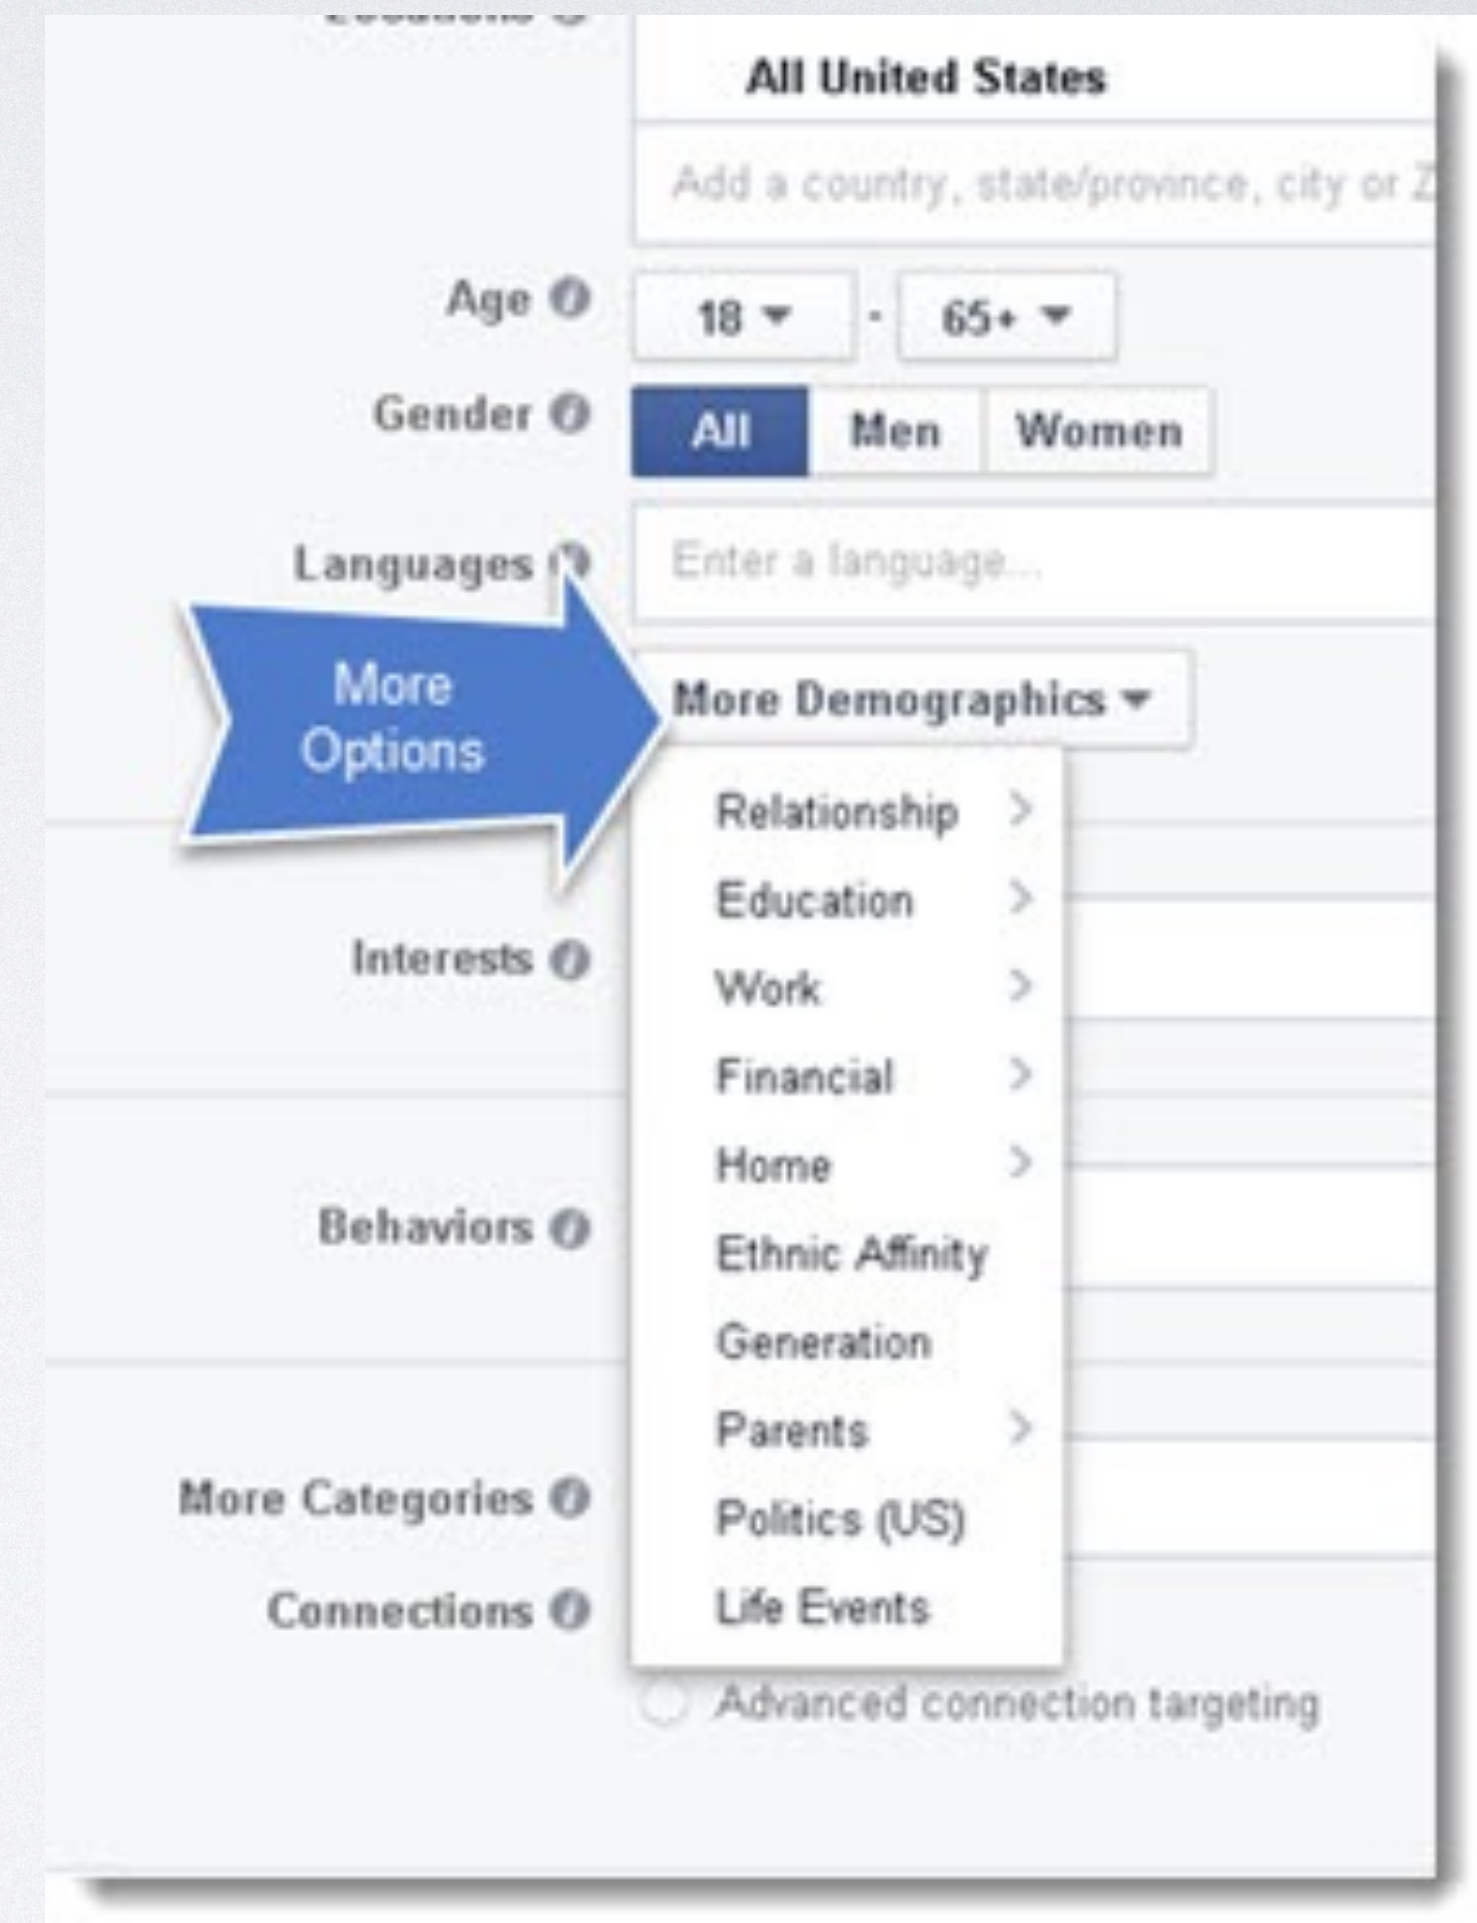 Locations
All United States
Add a country, state/province, city or Z
Age 18 - 65+
Gender All Men Women
Languages Enter a language...
More
Options
More Demographics
Relationship
Education
Work
Interests
Financial
Home
Behaviors
Ethnic Affinity
Generation
Parents
More Categories
Politics (US)
Connections
Life Events
Advanced connection targeting